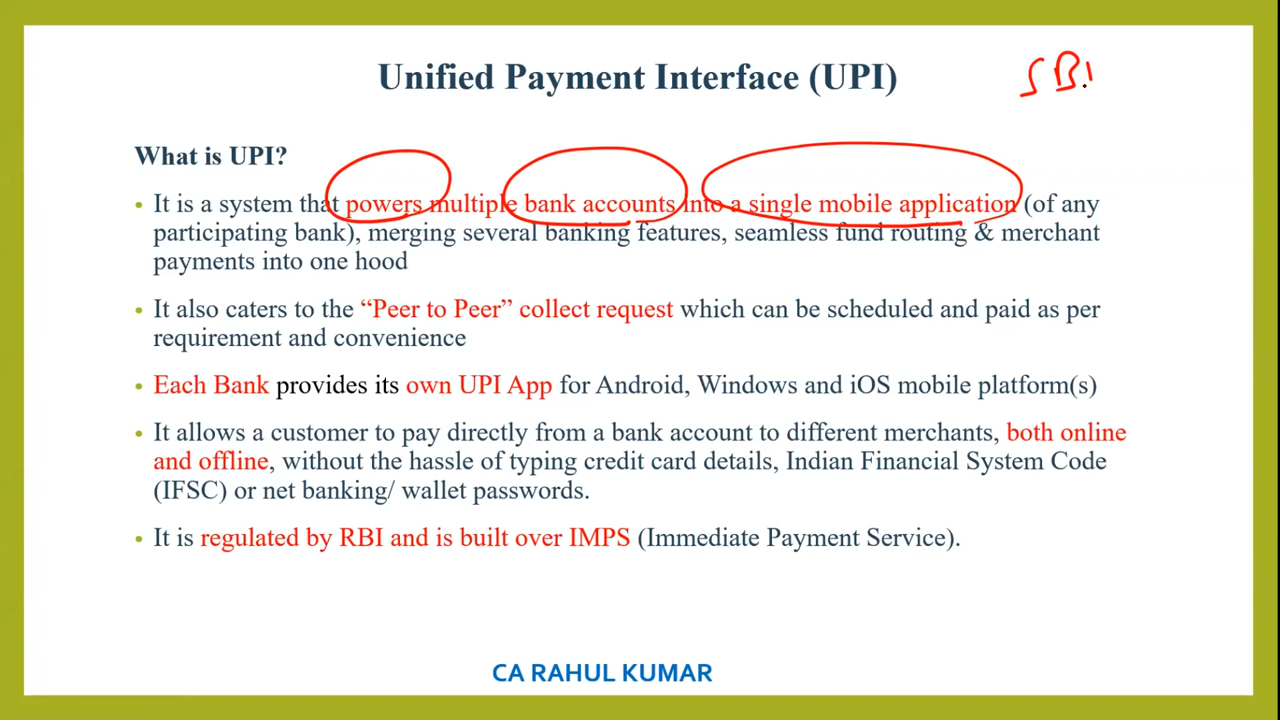 Unified Payment Interface (UPI)
SBI
What is UPI?
• It is a system that powers multiple bank accounts into a single mobile application (of any
participating bank), merging several banking features, seamless fund routing & merchant
payments into one hood
• It also caters to the “Peer to Peer” collect request which can be scheduled and paid as per
requirement and convenience
• Each Bank provides its own UPI App for Android, Windows and iOS mobile platform(s)
• It allows a customer to pay directly from a bank account to different merchants, both online
and offline, without the hassle of typing credit card details, Indian Financial System Code
(IFSC) or net banking/ wallet passwords.
• It is regulated by RBI and is built over IMPS (Immediate Payment Service).
CA RAHUL KUMAR